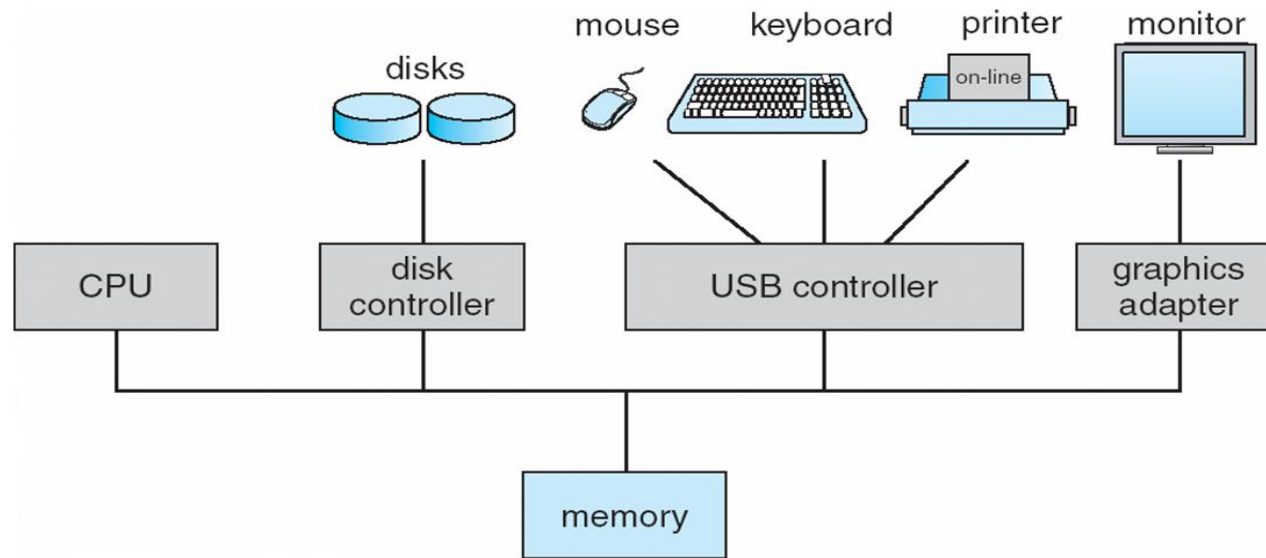 mouse keyboard printer monitor
disks
on-line
CPU
disk
controller
USB controller
graphics
adapter
memory